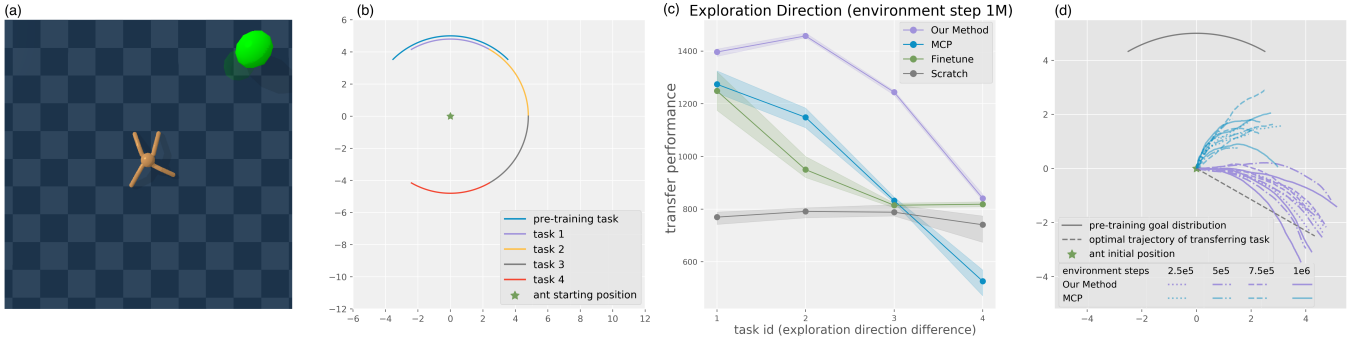 (a)
(b)
6
4
2
0
−2
−4
−6
−8
−10
−12
−6 −4 −2 0 2 4 6 8 10 12
pre-training task
task 1
task 2
task 3
task 4
ant starting position
(c)
Exploration Direction (environment step 1M)
transfer performance
1400
1200
1000
800
600
1 2 3 4
task id (exploration direction difference)
Our Method
MCP
Finetune
Scratch
(d)
4
2
0
−2
−4
−4 −2 0 2 4
pre-training goal distribution
optimal trajectory of transferring task
ant initial position
environment steps 2.5e5 5e5 7.5e5 1e6
Our Method
MCP